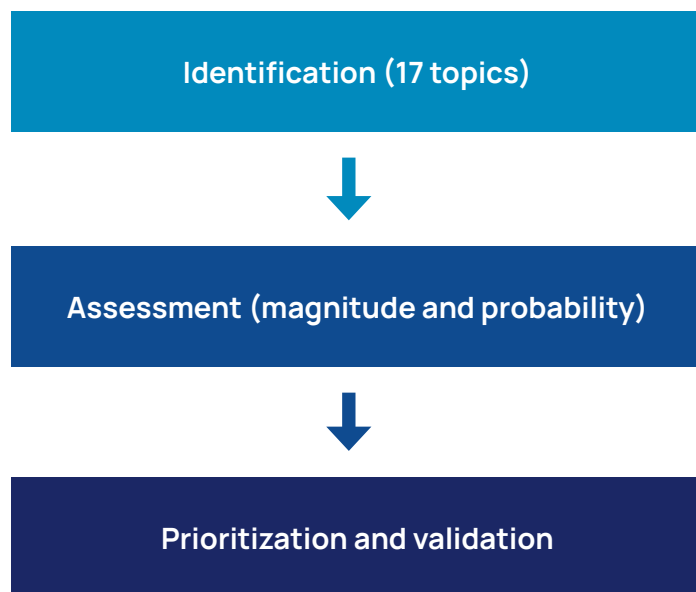 Identification (17 topics)
Assessment (magnitude and probability)
Prioritization and validation